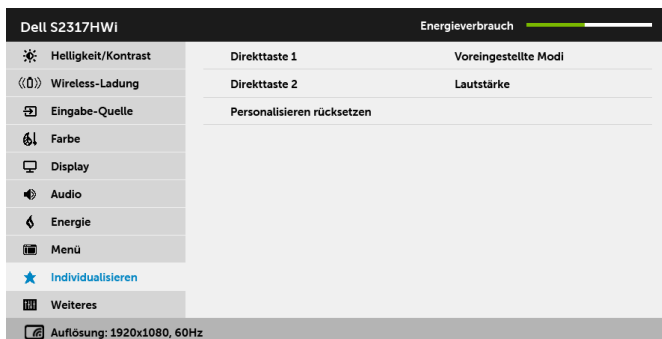 Dell S2317HWi
Energieverbrauch
Helligkeit/Kontrast
Direkttaste 1
Voreingestellte Modi
Wireless-Ladung
Direkttaste 2
Lautstärke
Eingabe-Quelle
Personalisieren rücksetzen
Farbe
Display
Audio
Energie
Menü
Individualisieren
Weiteres
Auflösung: 1920x1080, 60Hz